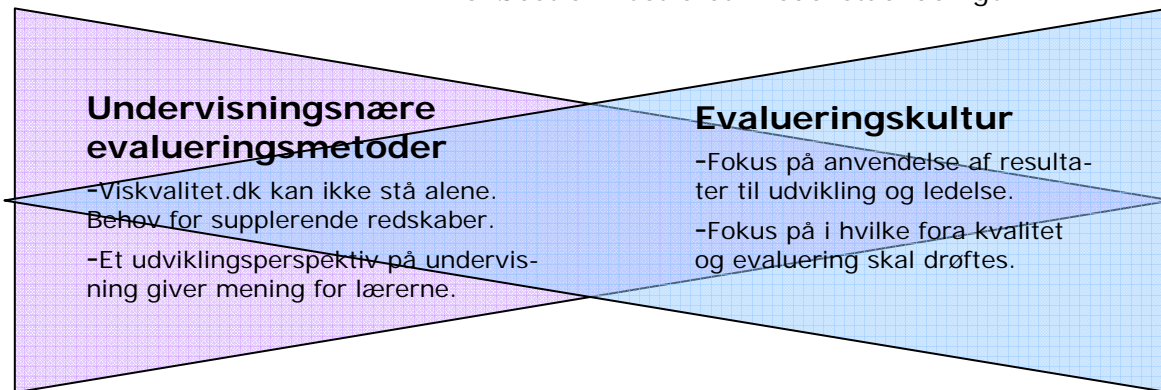 Undervisningsnære
evalueringsmetoder
-Viskvalitet.dk kan ikke stå alene.
Behov for supplerende redskaber.
-Et udviklingsperspektiv på undervis-
ning giver mening for lærerne.
Evalueringskultur
-Fokus på anvendelse af resulta-
ter til udvikling og ledelse.
-Fokus på i hvilke fora kvalitet
og evaluering skal drøftes.